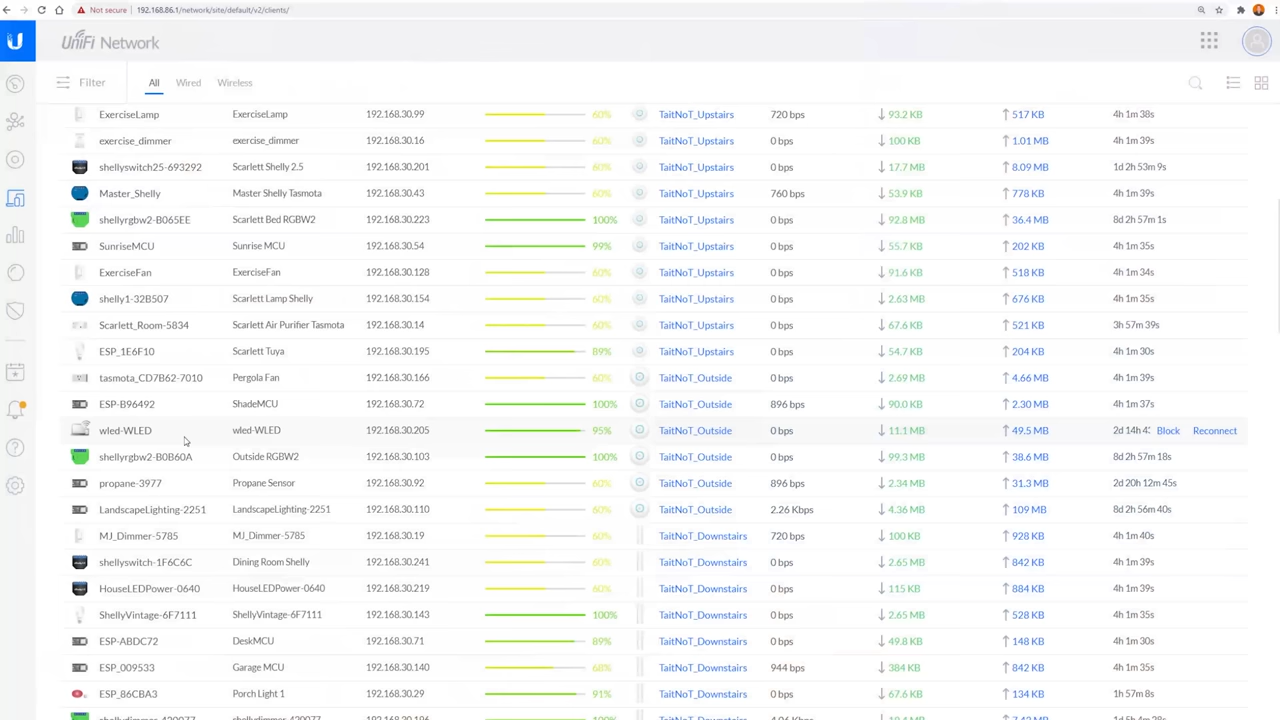 Not secure | 192.168.86.1/network/site/default/v2/clients/
U UniFi Network
Filter All Wired Wireless
ExerciseLamp ExerciseLamp 192.168.30.99 60% TaitNoT_Upstairs 720 bps 93.2 KB 517 KB 4h 1m 38s
exercise_dimmer exercise_dimmer 192.168.30.16 60% TaitNoT_Upstairs 0 bps 100 KB 1.01 MB 4h 1m 39s
shellyswitch25-693292 Scarlett Shelly 2.5 192.168.30.201 60% TaitNoT_Upstairs 0 bps 17.7 MB 8.09 MB 1d 2h 53m 9s
Master_Shelly Master Shelly Tasmota 192.168.30.43 60% TaitNoT_Upstairs 760 bps 53.9 KB 778 KB 4h 1m 39s
shellyrgbw2-B065EE Scarlett Bed RGBW2 192.168.30.223 100% TaitNoT_Upstairs 0 bps 92.8 MB 36.4 MB 8d 2h 57m 1s
SunriseMCU Sunrise MCU 192.168.30.54 99% TaitNoT_Upstairs 0 bps 55.7 KB 202 KB 4h 1m 35s
ExerciseFan ExerciseFan 192.168.30.128 60% TaitNoT_Upstairs 0 bps 91.6 KB 518 KB 4h 1m 34s
shelly1-32B507 Scarlett Lamp Shelly 192.168.30.154 60% TaitNoT_Upstairs 0 bps 2.63 MB 676 KB 4h 1m 35s
Scarlett_Room-5834 Scarlett Air Purifier Tasmota 192.168.30.14 60% TaitNoT_Upstairs 0 bps 67.6 KB 521 KB 3h 57m 39s
ESP_1E6F10 Scarlett Tuya 192.168.30.195 89% TaitNoT_Upstairs 0 bps 54.7 KB 204 KB 4h 1m 30s
tasmota_CD7B62-7010 Pergola Fan 192.168.30.166 60% TaitNoT_Outside 0 bps 2.69 MB 4.66 MB 4h 1m 39s
ESP-B96492 ShadeMCU 192.168.30.72 100% TaitNoT_Outside 896 bps 90.0 KB 2.30 MB 4h 1m 37s
wled-WLED wled-WLED 192.168.30.205 95% TaitNoT_Outside 0 bps 11.1 MB 49.5 MB 2d 14h 4 Block Reconnect
shellyrgbw2-B0B60A Outside RGBW2 192.168.30.103 100% TaitNoT_Outside 0 bps 99.3 MB 38.6 MB 8d 2h 57m 18s
propane-3977 Propane Sensor 192.168.30.92 60% TaitNoT_Outside 896 bps 2.34 MB 31.3 MB 2d 20h 12m 45s
LandscapeLighting-2251 LandscapeLighting-2251 192.168.30.110 60% TaitNoT_Outside 2.26 Kbps 4.36 MB 109 MB 8d 2h 56m 40s
MJ_Dimmer-5785 MJ_Dimmer-5785 192.168.30.19 60% TaitNoT_Downstairs 720 bps 100 KB 928 KB 4h 1m 40s
shellyswitch-1F6C6C Dining Room Shelly 192.168.30.241 60% TaitNoT_Downstairs 0 bps 2.65 MB 842 KB 4h 1m 39s
HouseLEDPower-0640 HouseLEDPower-0640 192.168.30.219 60% TaitNoT_Downstairs 0 bps 115 KB 884 KB 4h 1m 39s
ShellyVintage-6F7111 ShellyVintage-6F7111 192.168.30.143 100% TaitNoT_Downstairs 0 bps 2.65 MB 528 KB 4h 1m 35s
ESP-ABDC72 DeskMCU 192.168.30.71 89% TaitNoT_Downstairs 0 bps 49.8 KB 148 KB 4h 1m 30s
ESP_009533 Garage MCU 192.168.30.140 68% TaitNoT_Downstairs 944 bps 384 KB 842 KB 4h 1m 35s
ESP_86CBA3 Porch Light 1 192.168.30.29 91% TaitNoT_Downstairs 0 bps 67.6 KB 134 KB 1h 57m 8s